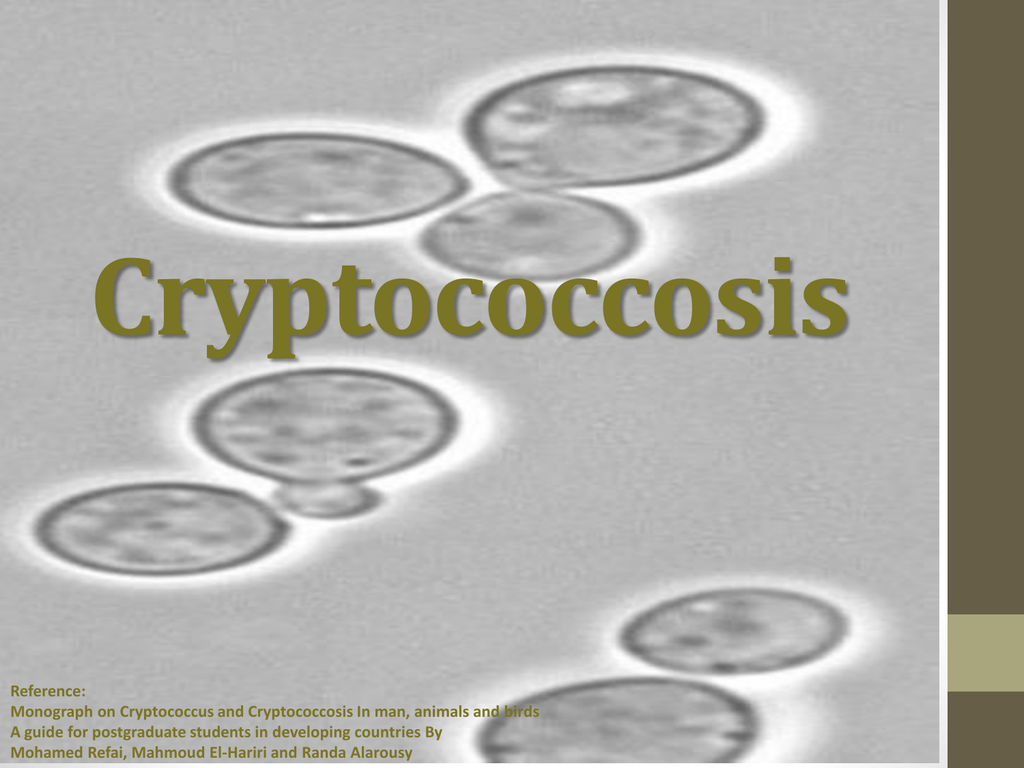 Cryptococcosis
Reference:
Monograph on Cryptococcus and Cryptococcosis In man, animals and birds
A guide for postgraduate students in developing countries By
Mohamed Refai, Mahmoud El-Hariri and Randa Alarousy